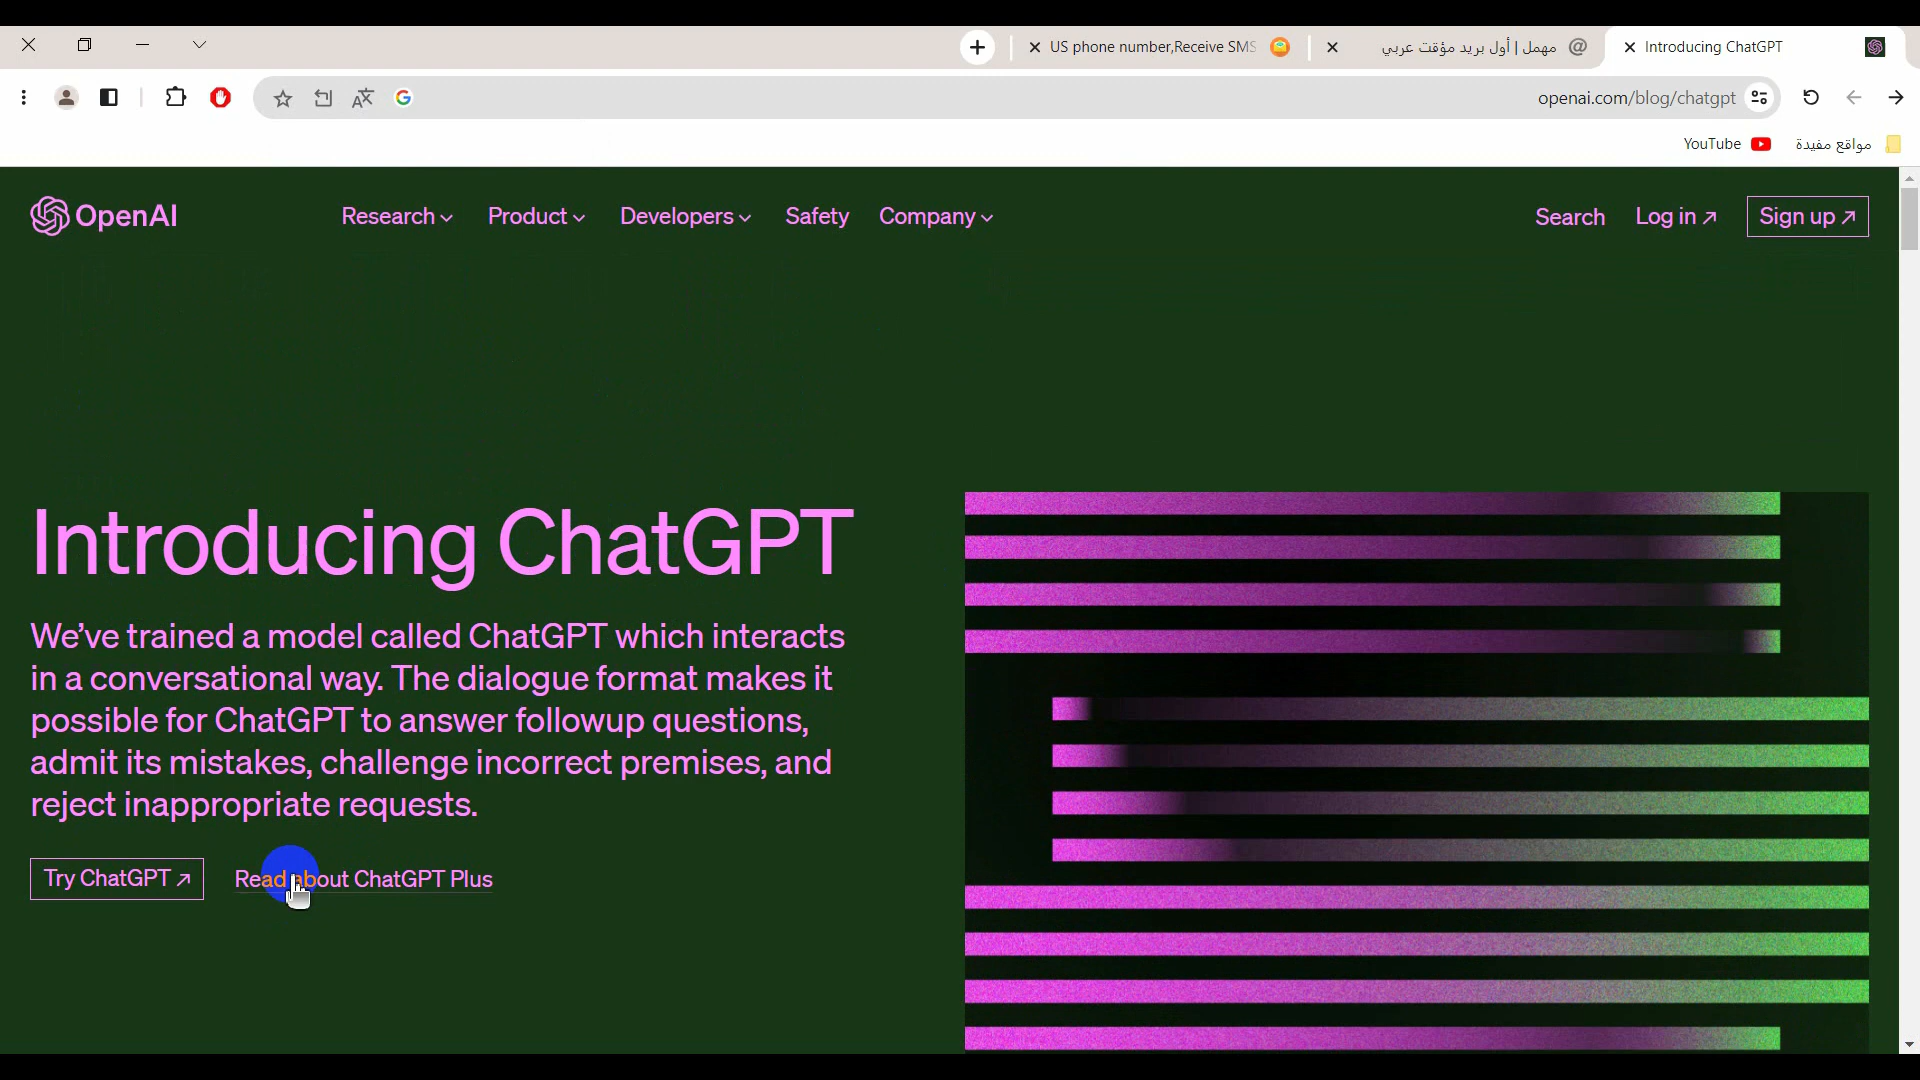 US phone number,Receive SMS
مهمل | أول بريد مؤقت عربي
Introducing ChatGPT
openai.com/blog/chatgpt
YouTube
مواقع مفيدة
OpenAI
Research
Product
Developers
Safety
Company
Search
Log in ↗
Sign up ↗
Introducing ChatGPT
We've trained a model called ChatGPT which interacts
in a conversational way. The dialogue format makes it
possible for ChatGPT to answer followup questions,
admit its mistakes, challenge incorrect premises, and
reject inappropriate requests.
Try ChatGPT ↗
Read about ChatGPT Plus